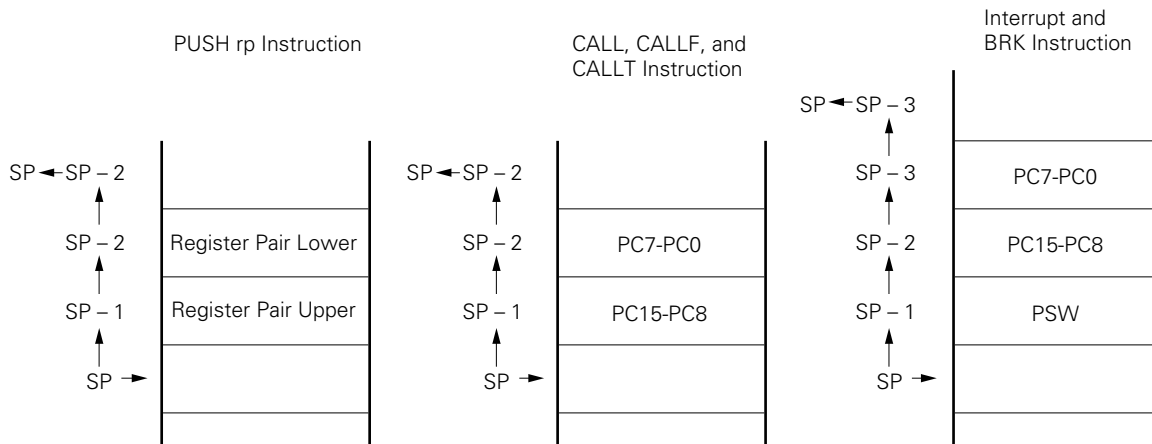 PUSH rp Instruction
SP
SP – 2
SP – 2
SP – 1
SP
Register Pair Lower
Register Pair Upper
CALL, CALLF, and
CALLT Instruction
SP
SP – 2
SP – 2
SP – 1
SP
PC7-PC0
PC15-PC8
Interrupt and
BRK Instruction
SP
SP – 3
SP – 3
SP – 2
SP – 1
SP
PC7-PC0
PC15-PC8
PSW